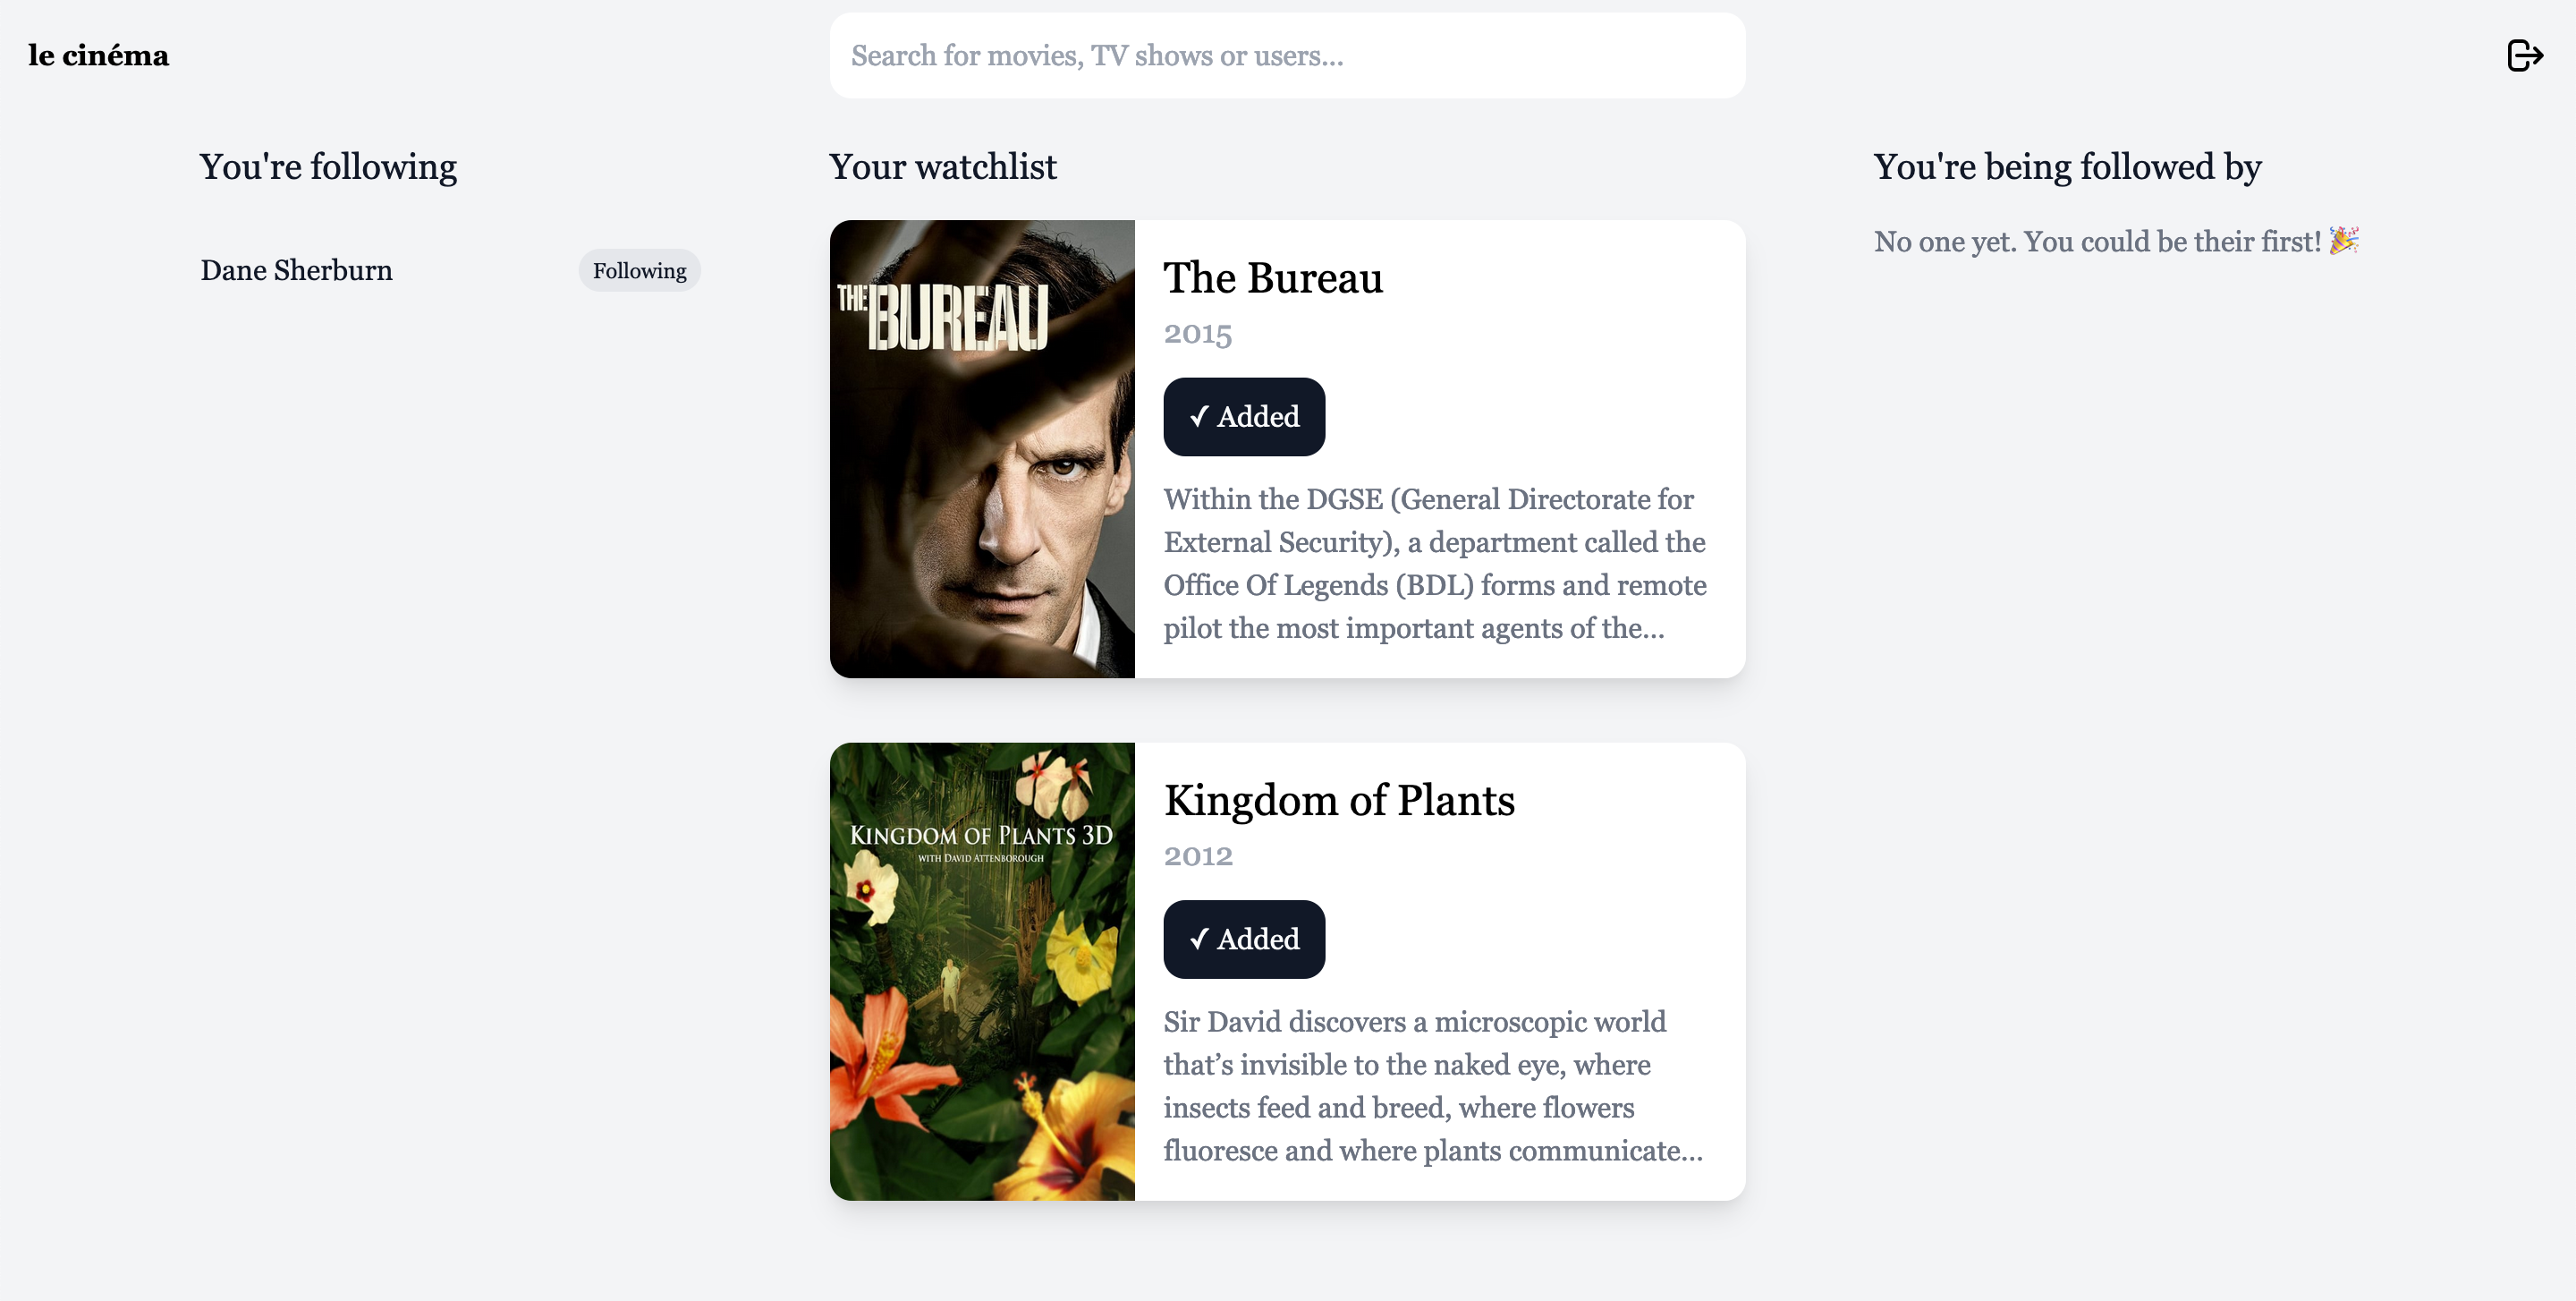 le cinéma
Search for movies, TV shows or users...
You're following
Dane Sherburn
Following
Your watchlist
THE BUREAU
The Bureau
2015
✓ Added
Within the DGSE (General Directorate for
External Security), a department called the
Office Of Legends (BDL) forms and remote
pilot the most important agents of the...
KINGDOM OF PLANTS 3D
WITH DAVID ATTENBOROUGH
Kingdom of Plants
2012
✓ Added
Sir David discovers a microscopic world
that’s invisible to the naked eye, where
insects feed and breed, where flowers
fluoresce and where plants communicate...
You're being followed by
No one yet. You could be their first! 🎉